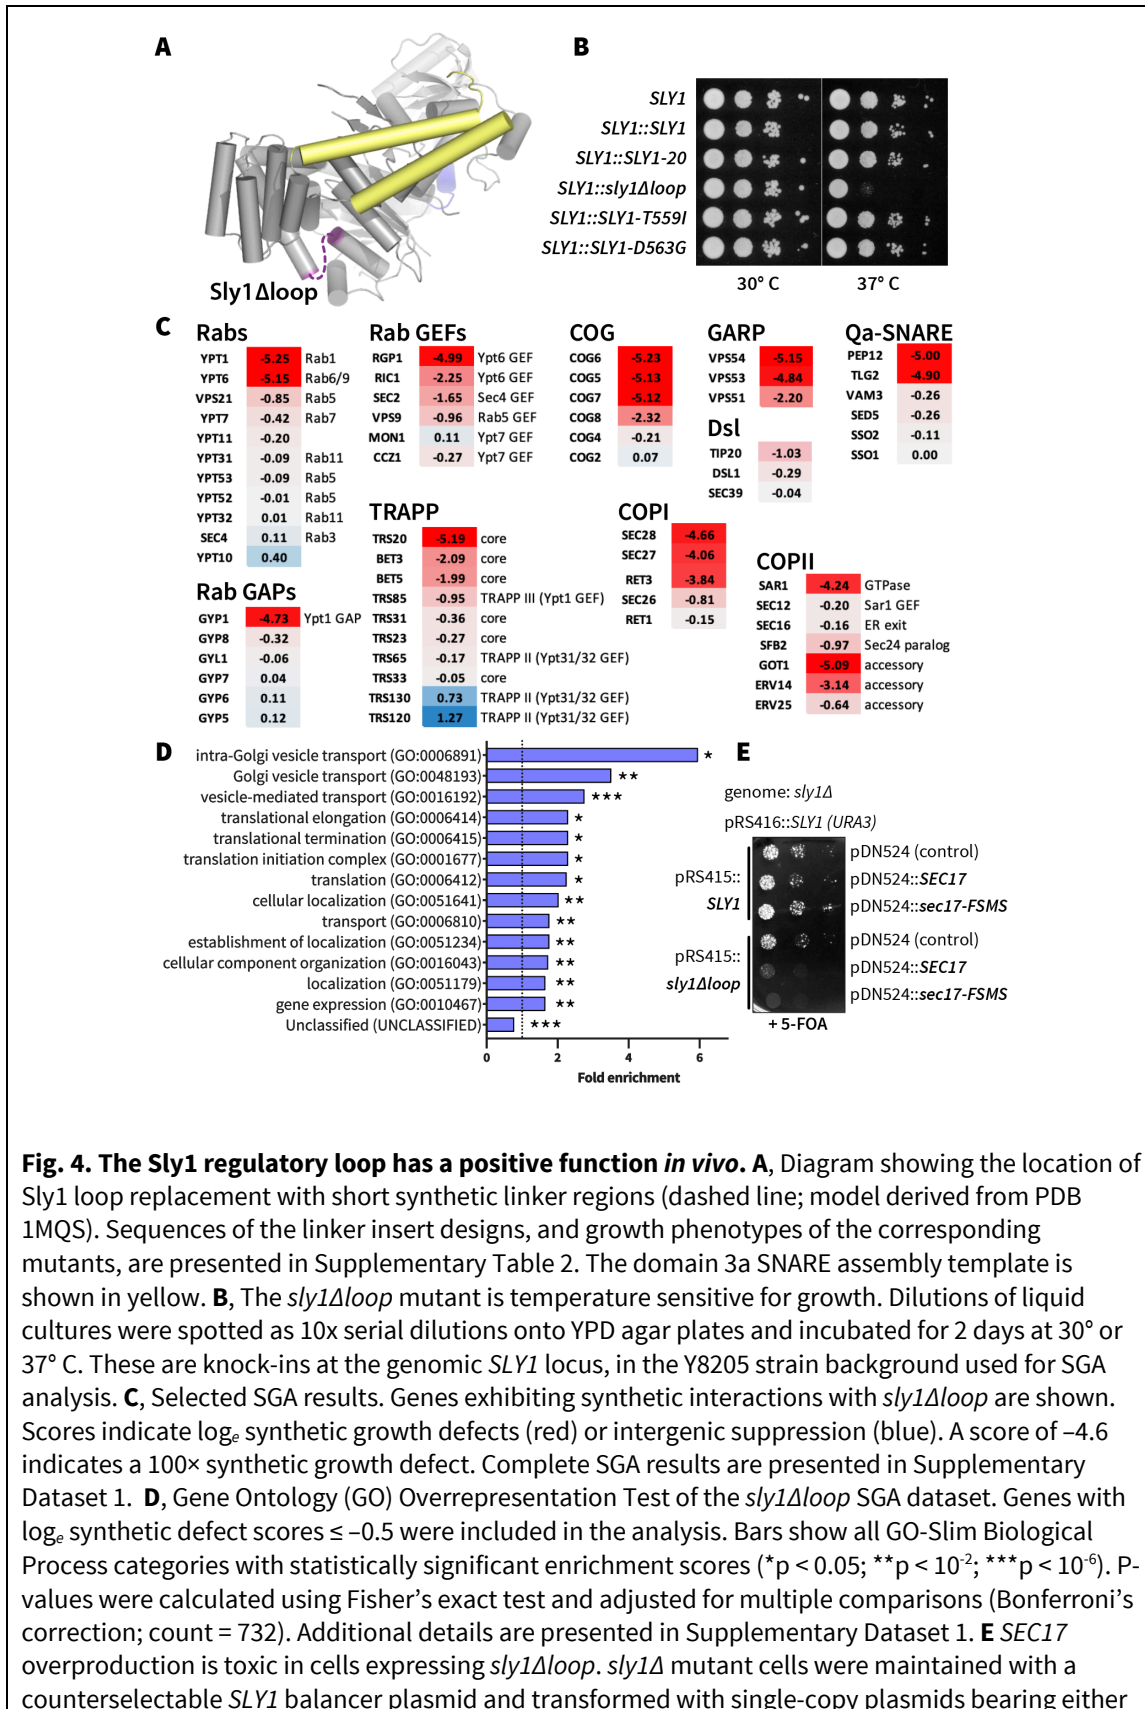 A
Sly1Δloop
B
SLY1
SLY1::SLY1
SLY1::SLY1-20
SLY1::sly1Δloop
SLY1::SLY1-T559I
SLY1::SLY1-D563G
30° C 37° C
C
Rabs
YPT1 -5.25 Rab1
YPT6 -5.15 Rab6/9
VPS21 -0.85 Rab5
YPT7 -0.42 Rab7
YPT11 -0.20
YPT31 -0.09 Rab11
YPT53 -0.09 Rab5
YPT52 -0.01 Rab5
YPT32 0.01 Rab11
SEC4 0.11 Rab3
YPT10 0.40
Rab GAPs
GYP1 -4.73 Ypt1 GAP
GYP8 -0.32
GYL1 -0.06
GYP7 0.04
GYP6 0.11
GYP5 0.12
Rab GEFs
RGP1 -4.99 Ypt6 GEF
RIC1 -2.25 Ypt6 GEF
SEC2 -1.65 Sec4 GEF
VPS9 -0.96 Rab5 GEF
MON1 0.11 Ypt7 GEF
CCZ1 -0.27 Ypt7 GEF
TRAPP
TRS20 -5.19 core
BET3 -2.09 core
BET5 -1.99 core
TRS85 -0.95 TRAPP III (Ypt1 GEF)
TRS31 -0.36 core
TRS23 -0.27 core
TRS65 -0.17 TRAPP II (Ypt31/32 GEF)
TRS33 -0.05 core
TRS130 0.73 TRAPP II (Ypt31/32 GEF)
TRS120 1.27 TRAPP II (Ypt31/32 GEF)
COG
COG6 -5.23
COG5 -5.13
COG7 -5.12
COG8 -2.32
COG4 -0.21
COG2 0.07
GARP
VPS54 -5.15
VPS53 -4.84
VPS51 -2.20
Dsl
TIP20 -1.03
DSL1 -0.29
SEC39 -0.04
Qa-SNARE
PEP12 -5.00
TLG2 -4.90
VAM3 -0.26
SED5 -0.26
SSO2 -0.11
SSO1 0.00
COPI
SEC28 -4.66
SEC27 -4.06
RET3 -3.84
SEC26 -0.81
RET1 -0.15
COPII
SAR1 -4.24 GTPase
SEC12 -0.20 Sar1 GEF
SEC16 -0.16 ER exit
SFB2 -0.97 Sec24 paralog
GOT1 -5.09 accessory
ERV14 -3.14 accessory
ERV25 -0.64 accessory
D
intra-Golgi vesicle transport (GO:0006891) *
Golgi vesicle transport (GO:0048193) **
vesicle-mediated transport (GO:0016192) ***
translational elongation (GO:0006414) *
translational termination (GO:0006415) *
translation initiation complex (GO:0001677) *
translation (GO:0006412) *
cellular localization (GO:0051641) **
transport (GO:0006810) **
establishment of localization (GO:0051234) **
cellular component organization (GO:0016043) **
localization (GO:0051179) **
gene expression (GO:0010467) **
Unclassified (UNCLASSIFIED) ***
0 2 4 6
Fold enrichment
E
genome: sly1Δ
pRS416::SLY1 (URA3)
pRS415::
SLY1
pDN524 (control)
pDN524::SEC17
pDN524::sec17-FSMS
pRS415::
sly1Δloop
pDN524 (control)
pDN524::SEC17
pDN524::sec17-FSMS
+ 5-FOA
Fig. 4. The Sly1 regulatory loop has a positive function in vivo. A, Diagram showing the location of
Sly1 loop replacement with short synthetic linker regions (dashed line; model derived from PDB
1MQS). Sequences of the linker insert designs, and growth phenotypes of the corresponding
mutants, are presented in Supplementary Table 2. The domain 3a SNARE assembly template is
shown in yellow. B, The sly1Δloop mutant is temperature sensitive for growth. Dilutions of liquid
cultures were spotted as 10x serial dilutions onto YPD agar plates and incubated for 2 days at 30° or
37° C. These are knock-ins at the genomic SLY1 locus, in the Y8205 strain background used for SGA
analysis. C, Selected SGA results. Genes exhibiting synthetic interactions with sly1Δloop are shown.
Scores indicate logₑ synthetic growth defects (red) or intergenic suppression (blue). A score of –4.6
indicates a 100× synthetic growth defect. Complete SGA results are presented in Supplementary
Dataset 1. D, Gene Ontology (GO) Overrepresentation Test of the sly1Δloop SGA dataset. Genes with
logₑ synthetic defect scores ≤ –0.5 were included in the analysis. Bars show all GO-Slim Biological
Process categories with statistically significant enrichment scores (*p < 0.05; **p < 10⁻²; ***p < 10⁻⁶). P-
values were calculated using Fisher’s exact test and adjusted for multiple comparisons (Bonferroni’s
correction; count = 732). Additional details are presented in Supplementary Dataset 1. E SEC17
overproduction is toxic in cells expressing sly1Δloop. sly1Δ mutant cells were maintained with a
counterselectable SLY1 balancer plasmid and transformed with single-copy plasmids bearing either